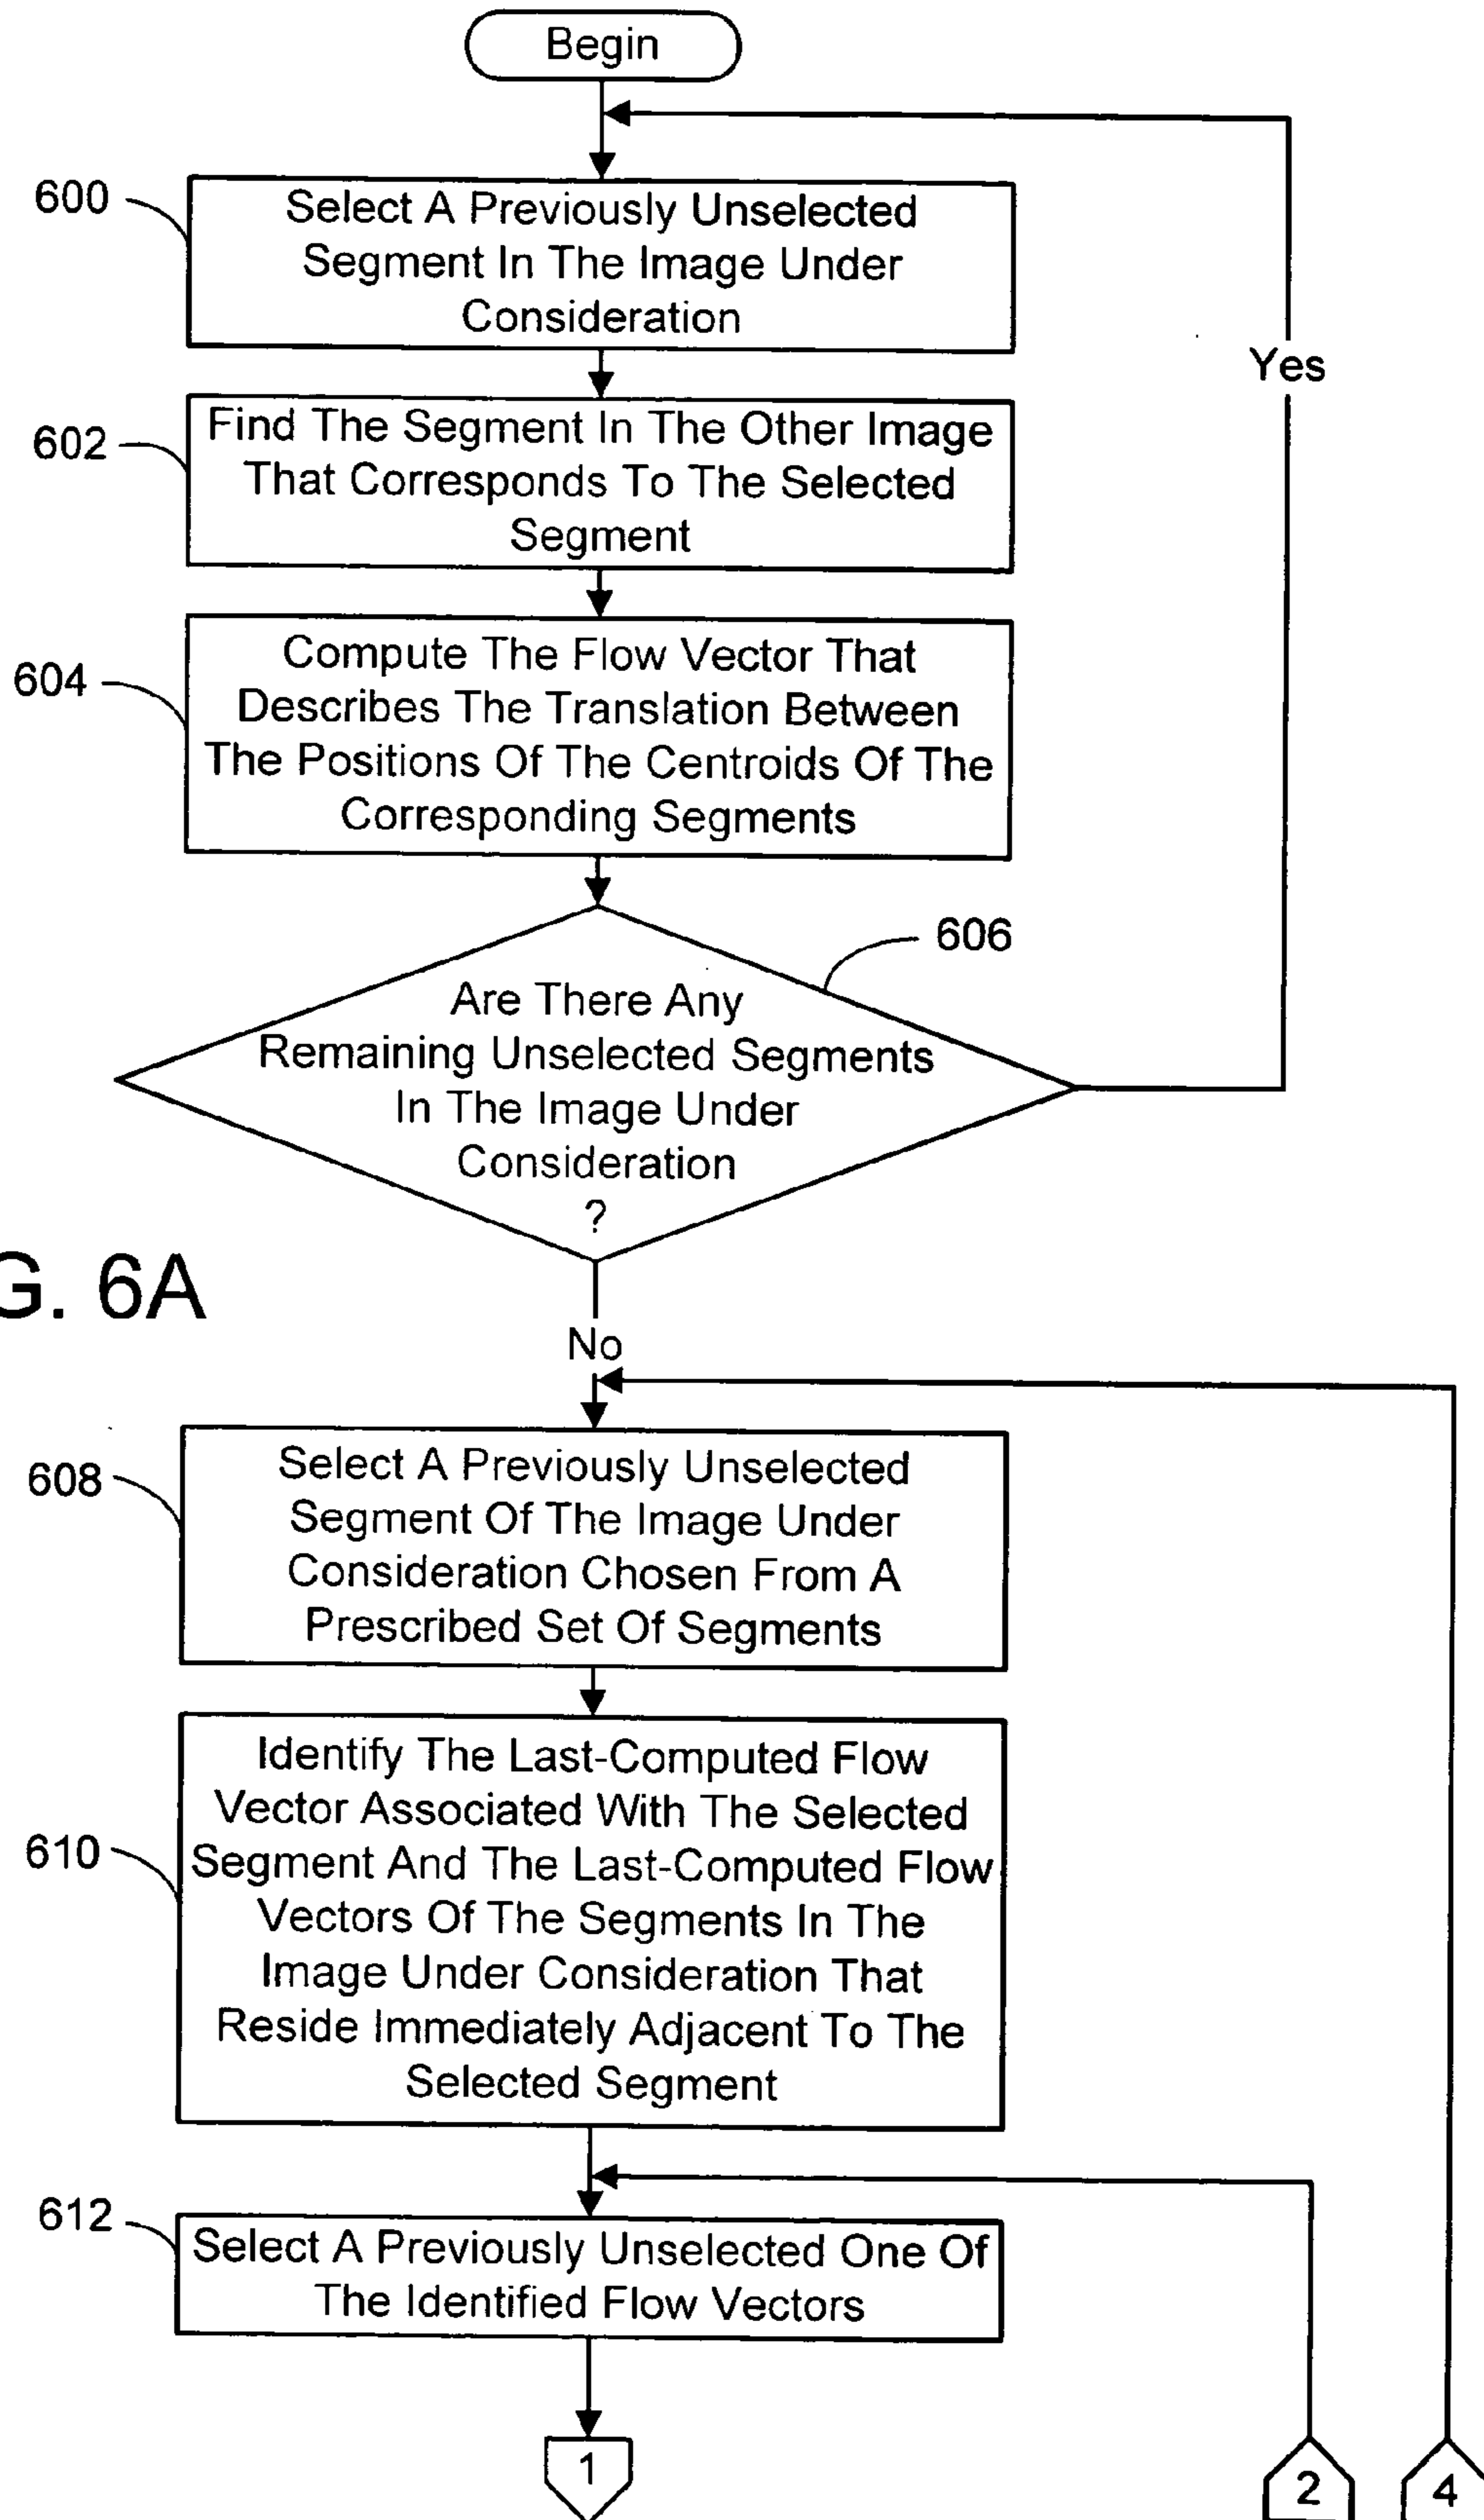 Begin
600
Select A Previously Unselected
Segment In The Image Under
Consideration
Yes
602
Find The Segment In The Other Image
That Corresponds To The Selected
Segment
604
Compute The Flow Vector That
Describes The Translation Between
The Positions Of The Centroids Of The
Corresponding Segments
606
Are There Any
Remaining Unselected Segments
In The Image Under
Consideration
?
G. 6A
No
608
Select A Previously Unselected
Segment Of The Image Under
Consideration Chosen From A
Prescribed Set Of Segments
610
Identify The Last-Computed Flow
Vector Associated With The Selected
Segment And The Last-Computed Flow
Vectors Of The Segments In The
Image Under Consideration That
Reside Immediately Adjacent To The
Selected Segment
612
Select A Previously Unselected One Of
The Identified Flow Vectors
1
2
4